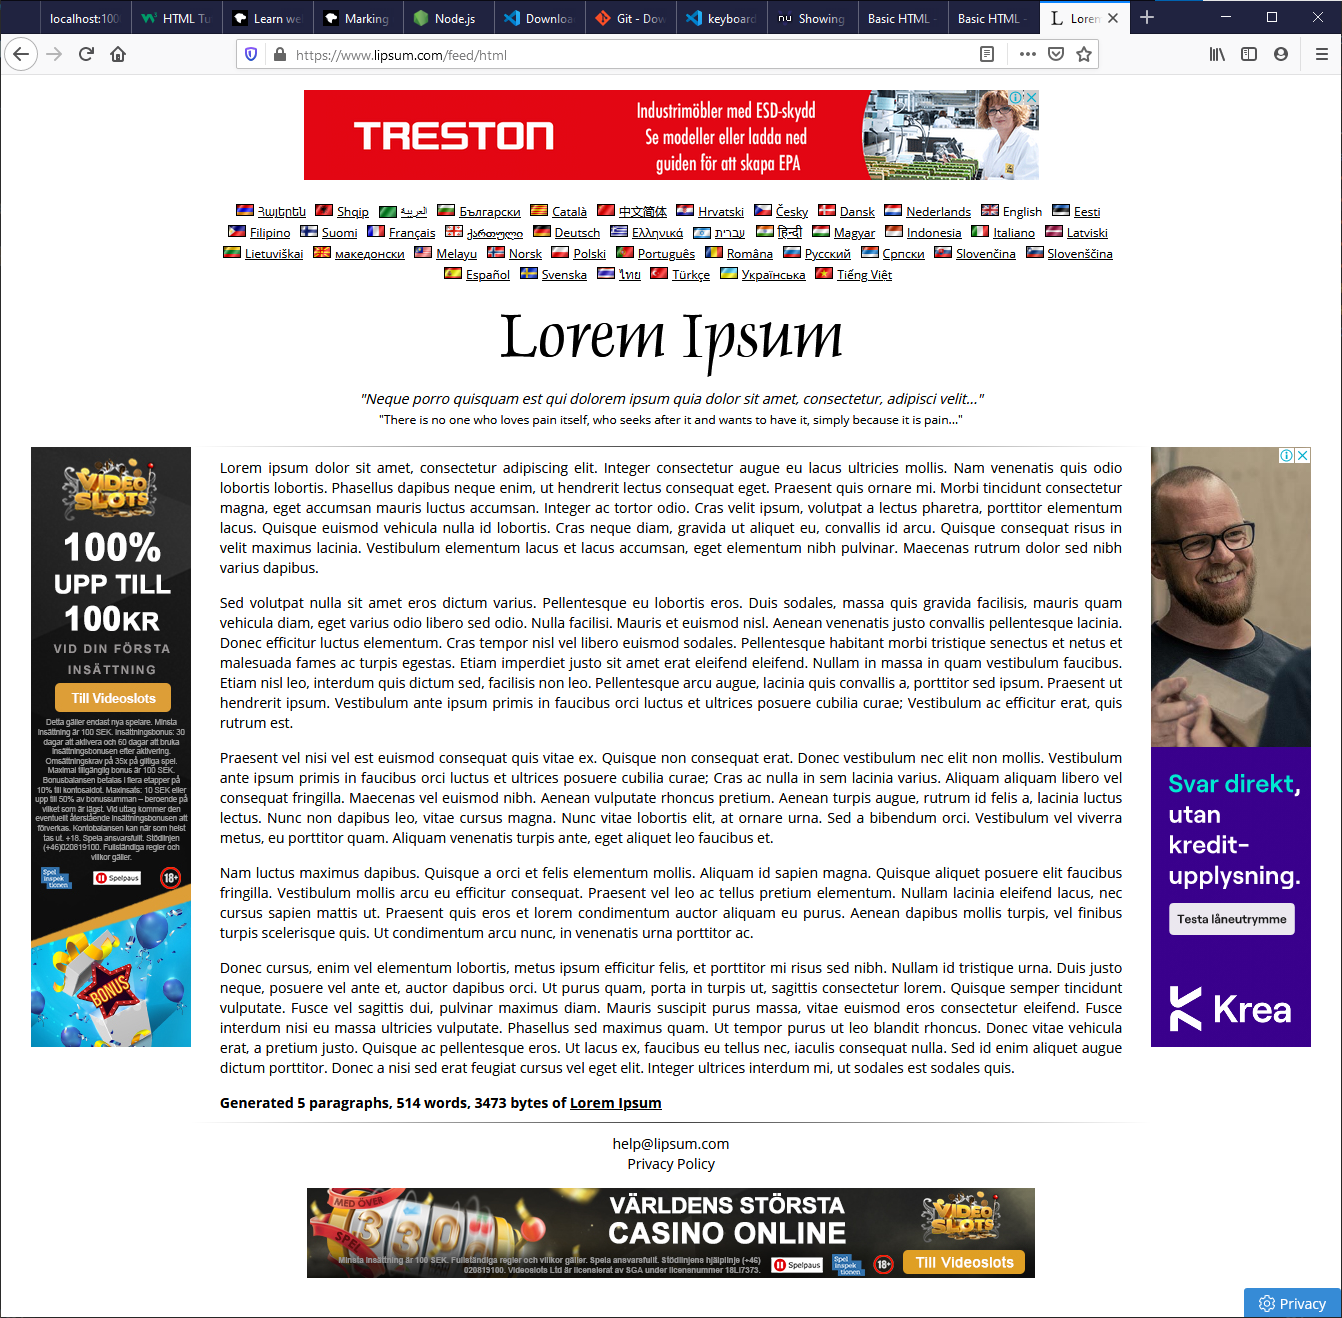 localhost:100
HTML Tu
Learn we
Marking
Node.js
Downloa
Git - Dow
keyboard
Showing
Basic HTML -
Basic HTML -
Lorem
https://www.lipsum.com/feed/html
TRESTON
Industrimöbler med ESD-skydd
Se modeller eller ladda ned
guiden för att skapa EPA
Հայերեն Shqip العربية Български Català 中文简体 Hrvatski Česky Dansk Nederlands English Eesti
Filipino Suomi Français ქართული Deutsch Ελληνικά עברית हिन्दी Magyar Indonesia Italiano Latviski
Lietuviškai македонски Melayu Norsk Polski Português Româna Русский Српски Slovenčina Slovenščina
Español Svenska ไทย Türkçe Українська Tiếng Việt
Lorem Ipsum
"Neque porro quisquam est qui dolorem ipsum quia dolor sit amet, consectetur, adipisci velit..."
"There is no one who loves pain itself, who seeks after it and wants to have it, simply because it is pain..."
VIDEO
SLOTS
100%
UPP TILL
100KR
VID DIN FÖRSTA
INSÄTTNING
Till Videoslots
Detta gäller endast nya spelare. Minsta
insättning är 100 SEK. Insättningsbonus: 30
dagar att aktivera och 60 dagar att bruka
insättningsbonusen efter aktivering.
Omsättningskrav på 35x på giltiga spel.
Maximal tillgänglig bonus är 100 SEK.
Bonusbalansen betalas i flera etapper på
10% till kontosaldot. Maxinsats: 10 SEK eller
upp till 50% av bonussumman – beroende på
vilket som är lägst. Vid uttag kommer den
eventuellt återstående insättningsbonusen att
förverkas. Kontobalansen kan när som helst
tas ut. +18. Spela ansvarsfullt. Stödlinjen
(+46)020819100. Fullständiga regler och
villkor gäller.
Spel
inspek
tionen
Spelpaus
18+
BONUS
Lorem ipsum dolor sit amet, consectetur adipiscing elit. Integer consectetur augue eu lacus ultricies mollis. Nam venenatis quis odio
lobortis lobortis. Phasellus dapibus neque enim, ut hendrerit lectus consequat eget. Praesent quis ornare mi. Morbi tincidunt consectetur
magna, eget accumsan mauris luctus accumsan. Integer ac tortor odio. Cras velit ipsum, volutpat a lectus pharetra, porttitor elementum
lacus. Quisque euismod vehicula nulla id lobortis. Cras neque diam, gravida ut aliquet eu, convallis id arcu. Quisque consequat risus in
velit maximus lacinia. Vestibulum elementum lacus et lacus accumsan, eget elementum nibh pulvinar. Maecenas rutrum dolor sed nibh
varius dapibus.
Sed volutpat nulla sit amet eros dictum varius. Pellentesque eu lobortis eros. Duis sodales, massa quis gravida facilisis, mauris quam
vehicula diam, eget varius odio libero sed odio. Nulla facilisi. Mauris et euismod nisl. Aenean venenatis justo convallis pellentesque lacinia.
Donec efficitur luctus elementum. Cras tempor nisl vel libero euismod sodales. Pellentesque habitant morbi tristique senectus et netus et
malesuada fames ac turpis egestas. Etiam imperdiet justo sit amet erat eleifend eleifend. Nullam in massa in quam vestibulum faucibus.
Etiam nisl leo, interdum quis dictum sed, facilisis non leo. Pellentesque arcu augue, lacinia quis convallis a, porttitor sed ipsum. Praesent ut
hendrerit ipsum. Vestibulum ante ipsum primis in faucibus orci luctus et ultrices posuere cubilia curae; Vestibulum ac efficitur erat, quis
rutrum est.
Praesent vel nisi vel est euismod consequat quis vitae ex. Quisque non consequat erat. Donec vestibulum nec elit non mollis. Vestibulum
ante ipsum primis in faucibus orci luctus et ultrices posuere cubilia curae; Cras ac nulla in sem lacinia varius. Aliquam aliquam libero vel
consequat fringilla. Maecenas vel euismod nibh. Aenean vulputate rhoncus pretium. Aenean turpis augue, rutrum id felis a, lacinia luctus
lectus. Nunc non dapibus leo, vitae cursus magna. Nunc vitae lobortis elit, at ornare urna. Sed a bibendum orci. Vestibulum vel viverra
metus, eu porttitor quam. Aliquam venenatis turpis ante, eget aliquet leo faucibus et.
Nam luctus maximus dapibus. Quisque a orci et felis elementum mollis. Aliquam id sapien magna. Quisque aliquet posuere elit faucibus
fringilla. Vestibulum mollis arcu eu efficitur consequat. Praesent vel leo ac tellus pretium elementum. Nullam lacinia eleifend lacus, nec
cursus sapien mattis ut. Praesent quis eros et lorem condimentum auctor aliquam eu purus. Aenean dapibus mollis turpis, vel finibus
turpis scelerisque quis. Ut condimentum arcu nunc, in venenatis urna porttitor ac.
Donec cursus, enim vel elementum lobortis, metus ipsum efficitur felis, et porttitor mi risus sed nibh. Nullam id tristique urna. Duis justo
neque, posuere vel ante et, auctor dapibus orci. Ut purus quam, porta in turpis ut, sagittis consectetur lorem. Quisque semper tincidunt
vulputate. Fusce vel sagittis dui, pulvinar maximus diam. Mauris suscipit purus massa, vitae euismod eros consectetur eleifend. Fusce
interdum nisi eu massa ultricies vulputate. Phasellus sed maximus quam. Ut tempor purus ut leo blandit rhoncus. Donec vitae vehicula
erat, a pretium justo. Quisque ac pellentesque eros. Ut lacus ex, faucibus eu tellus nec, iaculis consequat nulla. Sed id enim aliquet augue
dictum porttitor. Donec a nisi sed erat feugiat cursus vel eget elit. Integer ultrices interdum mi, ut sodales est sodales quis.
Generated 5 paragraphs, 514 words, 3473 bytes of Lorem Ipsum
Svar direkt,
utan
kredit-
upplysning.
Testa låneutrymme
Krea
help@lipsum.com
Privacy Policy
MED ÖVER
330
SPEL
VÄRLDENS STÖRSTA
CASINO ONLINE
Minsta insättning är 100 SEK. Fullständiga regler och villkor gäller. Spela ansvarsfullt. Stödlinjens hjälplinje (+46)
020819100. Videoslots Ltd är licensierat av SGA under licensnummer 18Li7373.
Spelpaus
Spel
inspek
tionen
18+
VIDEO
SLOTS
Till Videoslots
Privacy